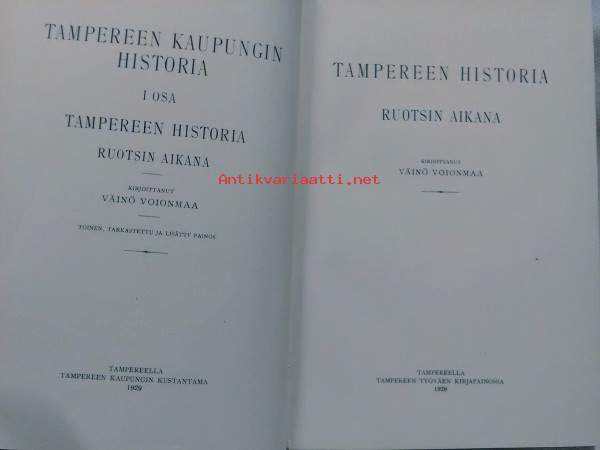 TAMPEREEN KAUPUNGIN
HISTORIA
I OSA
TAMPEREEN HISTORIA
RUOTSIN AIKANA
KIRJOITTANUT
VÄINÖ VOIONMAA
TOINEN, TARKASTETTU JA LISÄTTY PAINOS
TAMPEREELLA
TAMPEREEN KAUPUNGIN KUSTANTAMA
1929
TAMPEREEN HISTORIA
RUOTSIN AIKANA
KIRJOITTANUT
VÄINÖ VOIONMAA
TAMPEREELLA
TAMPEREEN TYÖVÄEN KIRJAPAINOSSA
1929
Antikvariaatti.net